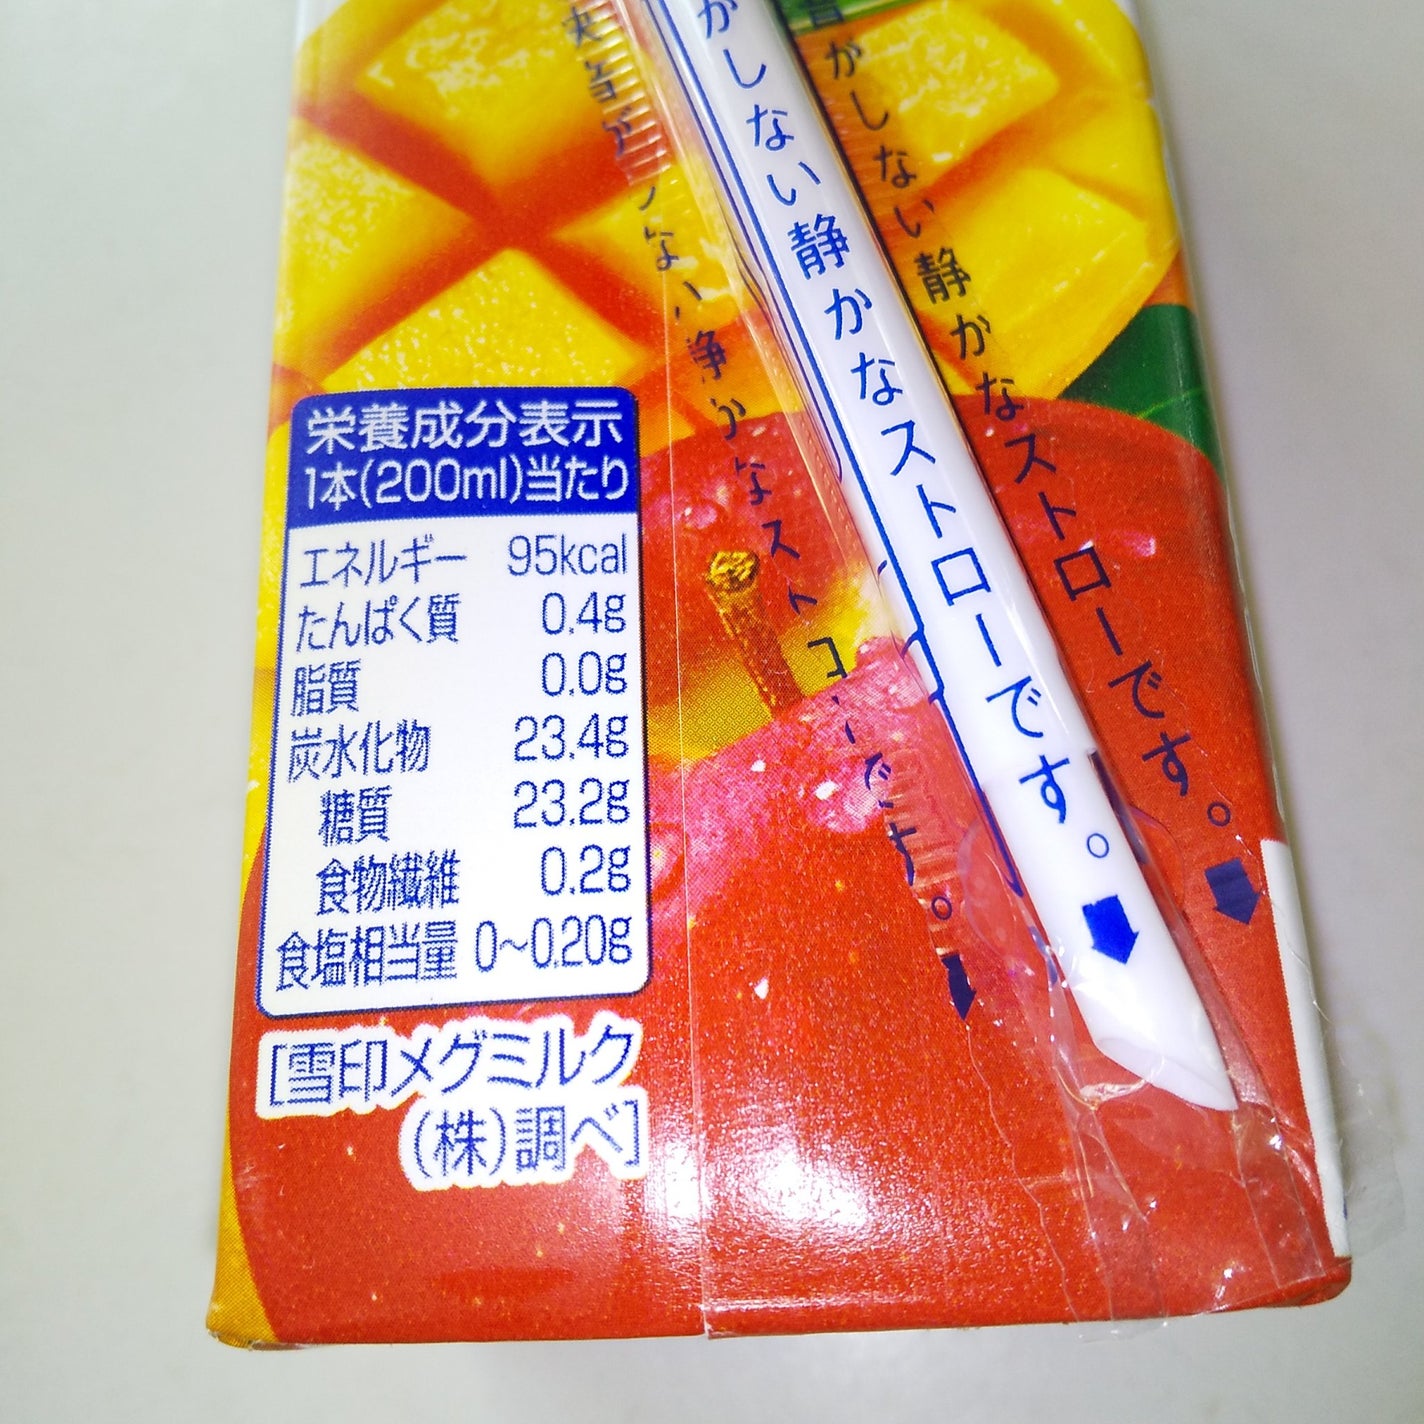 栄養成分表示
1本(200ml)当たり
エネルギー 95kcal
たんぱく質 0.4g
脂質 0.0g
炭水化物 23.4g
糖質 23.2g
食物繊維 0.2g
食塩相当量 0~0.20g
[雪印メグミルク
(株)調べ]
がしない静かなストローです。
音がしない静かなストローです。